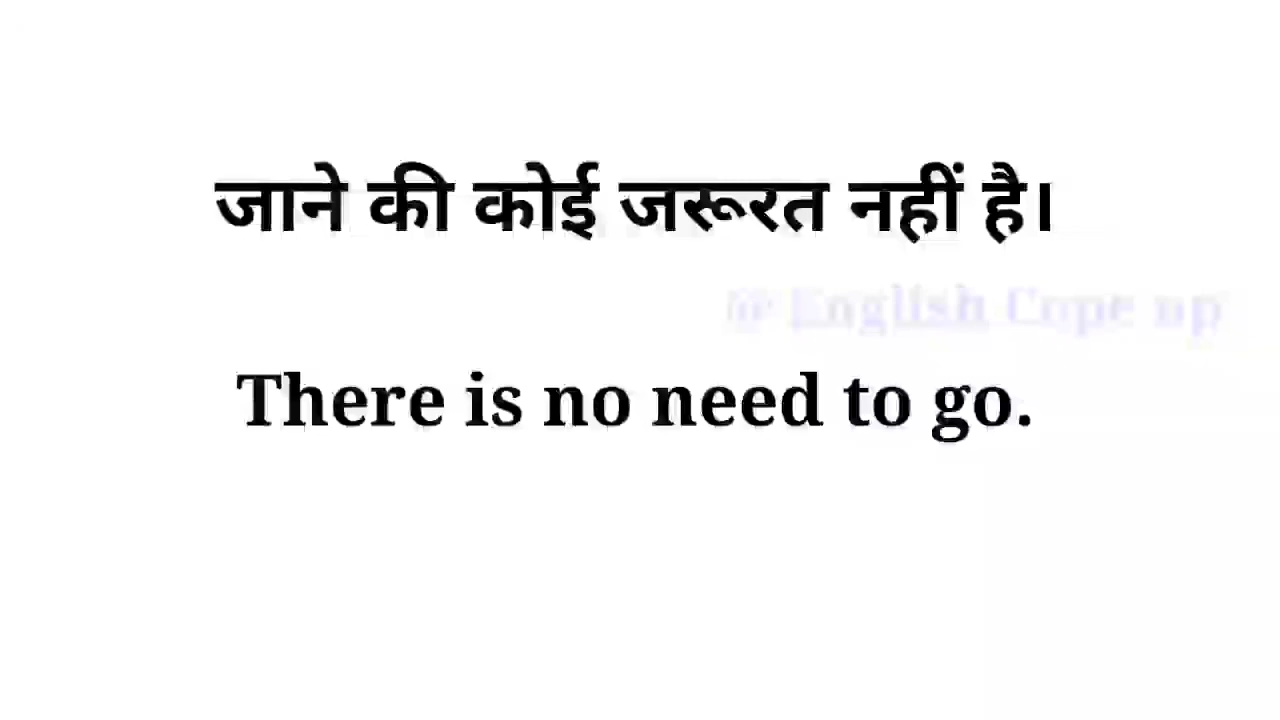 जाने की कोई जरूरत नहीं है।
@ English Cope up
There is no need to go.